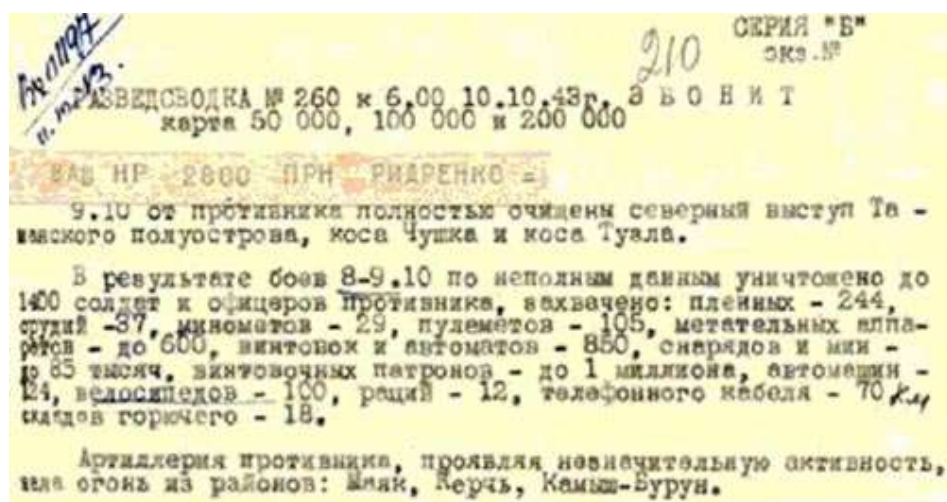 СЕРИЯ "Б"
экз.№
210
РАЗВЕДСВОДКА № 260 к 6.00 10.10.43г. ЗВОНИТ
карта 50 000, 100 000 и 200 000
НР 2800 ПРН
9.10 от противника полностью очищены северный выступ Та -
манского полуострова, коса Чушка и коса Тузла.
В результате боев 8-9.10 по неполным данным уничтожено до
1400 солдат и офицеров противника, захвачено: пленных - 244,
орудий -37, минометов - 29, пулеметов - 105, метательных аппа-
ратов - до 600, винтовок и автоматов - 850, снарядов и мин -
до 85 тысяч, винтовочных патронов - до 1 миллиона, автомашин -
124, велосипедов - 100, раций - 12, телефонного кабеля - 70 км
складов горючего - 18.
Артиллерия противника, проявляя незначительную активность,
вела огонь из районов: Маяк, Керчь, Камыш-Бурун.